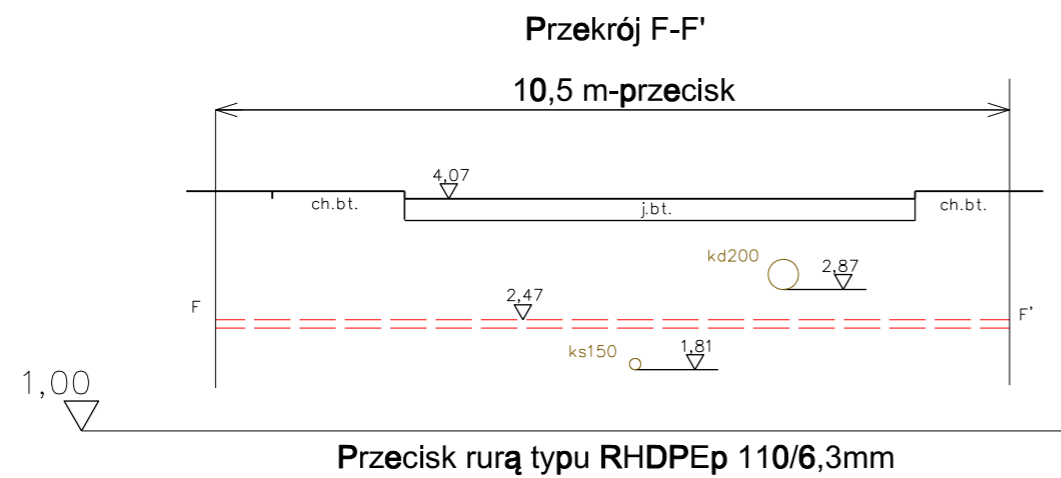 Przekrój F-F'
10,5 m-przecisk
4,07
ch.bt.
j.bt.
ch.bt.
kd200
2,87
F
2,47
F'
ks150
1,81
1,00
Przecisk rurą typu RHDPEp 110/6,3mm